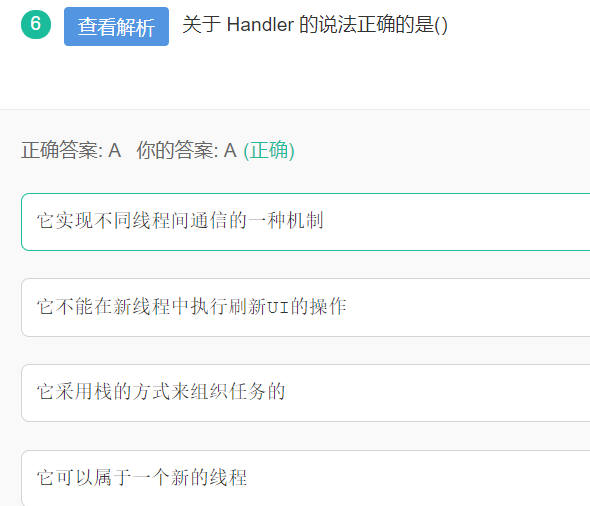 6 查看解析 关于 Handler 的说法正确的是()
正确答案: A 你的答案: A (正确)
它实现不同线程间通信的一种机制
它不能在新线程中执行刷新UI的操作
它采用栈的方式来组织任务的
它可以属于一个新的线程